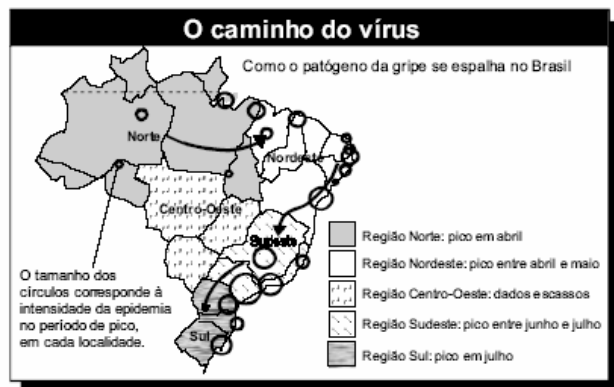 O caminho do vírus
Como o patógeno da gripe se espalha no Brasil
Norte
Nordeste
Centro-Oeste
Sudeste
Sul
O tamanho dos
círculos corresponde à
intensidade da epidemia
no período de pico,
em cada localidade.
Região Norte: pico em abril
Região Nordeste: pico entre abril e maio
Região Centro-Oeste: dados escassos
Região Sudeste: pico entre junho e julho
Região Sul: pico em julho